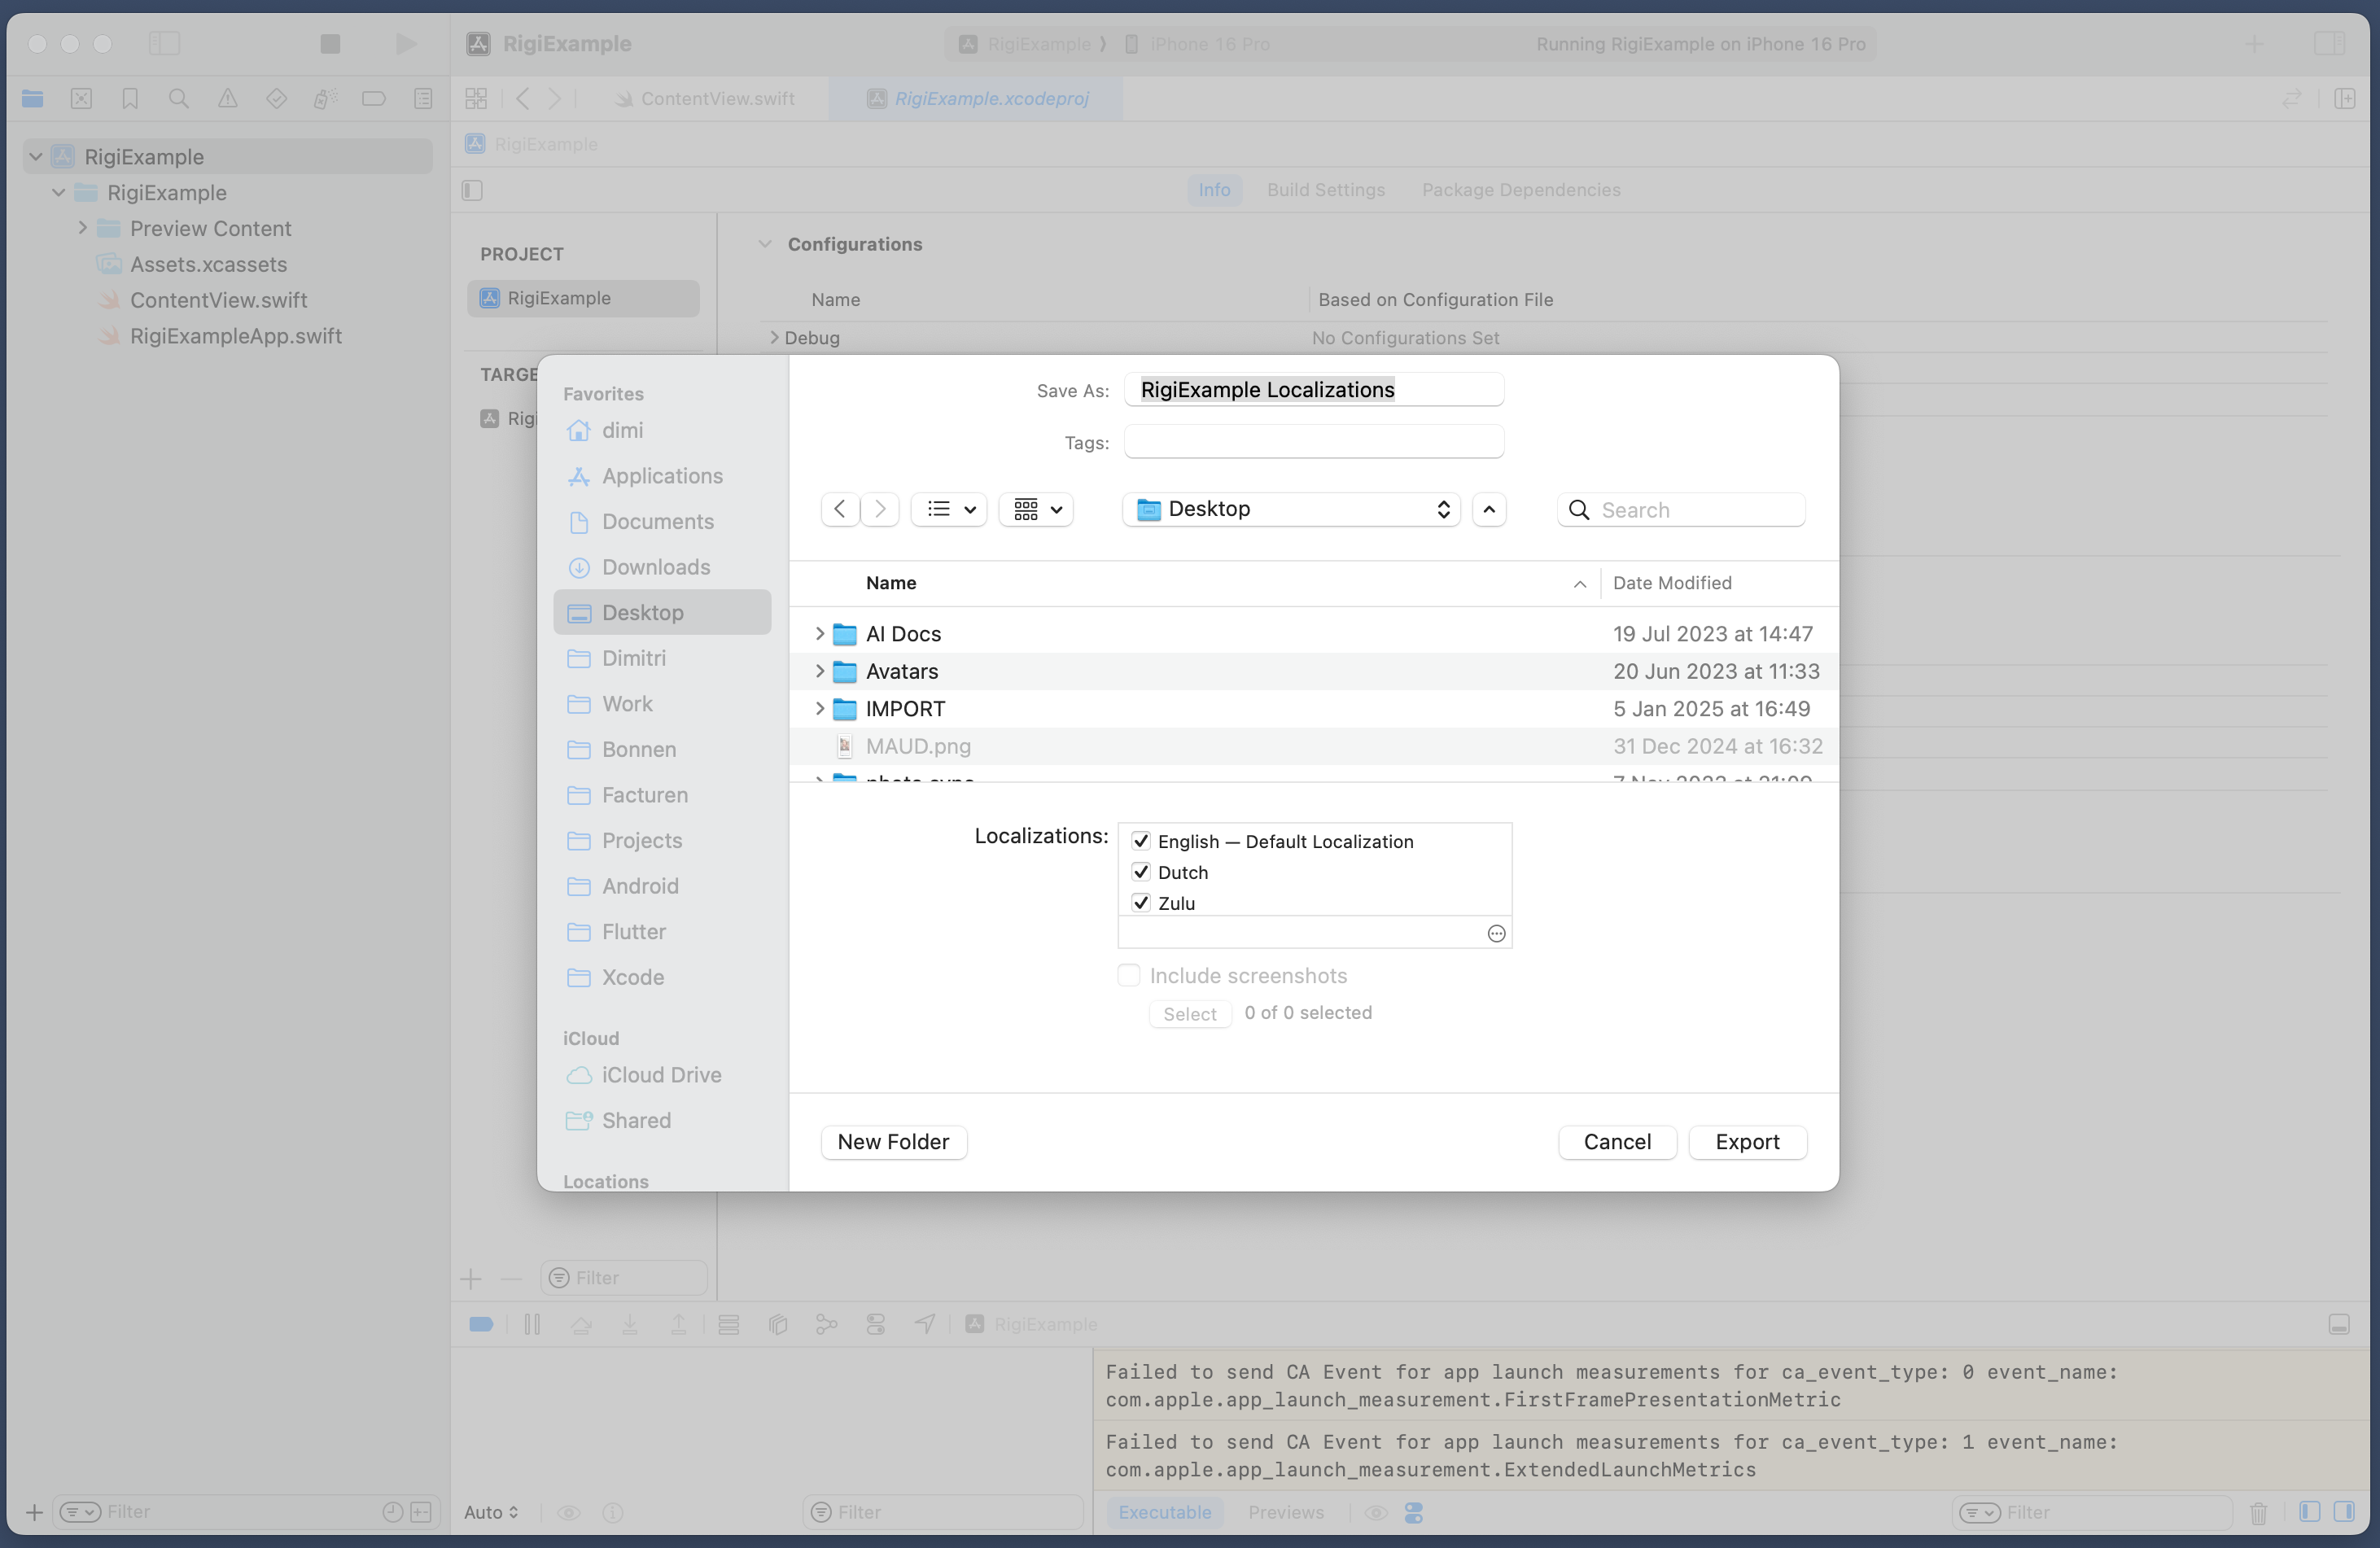 RigiExample
RigiExample ⟩ iPhone 16 Pro
Running RigiExample on iPhone 16 Pro
ContentView.swift
RigiExample.xcodeproj
RigiExample
RigiExample
RigiExample
Preview Content
Assets.xcassets
ContentView.swift
RigiExampleApp.swift
Info
Build Settings
Package Dependencies
PROJECT
RigiExample
TARGE
Rigi
Configurations
Name
Based on Configuration File
Debug
No Configurations Set
Favorites
dimi
Applications
Documents
Downloads
Desktop
Dimitri
Work
Bonnen
Facturen
Projects
Android
Flutter
Xcode
iCloud
iCloud Drive
Shared
Locations
Save As: RigiExample Localizations
Tags:
Desktop
Search
Name
Date Modified
AI Docs 19 Jul 2023 at 14:47
Avatars 20 Jun 2023 at 11:33
IMPORT 5 Jan 2025 at 16:49
MAUD.png 31 Dec 2024 at 16:32
Localizations:
English — Default Localization
Dutch
Zulu
Include screenshots
Select 0 of 0 selected
New Folder
Cancel
Export
Filter
RigiExample
Failed to send CA Event for app launch measurements for ca_event_type: 0 event_name:
com.apple.app_launch_measurement.FirstFramePresentationMetric
Failed to send CA Event for app launch measurements for ca_event_type: 1 event_name:
com.apple.app_launch_measurement.ExtendedLaunchMetrics
Filter
Auto
Filter
Executable
Previews
Filter